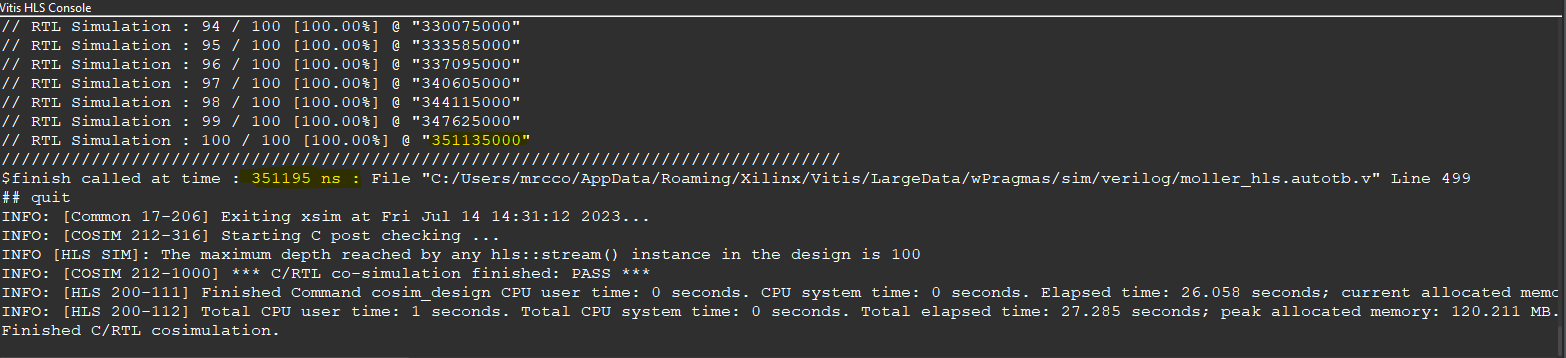 Vitis HLS Console
// RTL Simulation : 94 / 100 [100.00%] @ "330075000"
// RTL Simulation : 95 / 100 [100.00%] @ "333585000"
// RTL Simulation : 96 / 100 [100.00%] @ "337095000"
// RTL Simulation : 97 / 100 [100.00%] @ "340605000"
// RTL Simulation : 98 / 100 [100.00%] @ "344115000"
// RTL Simulation : 99 / 100 [100.00%] @ "347625000"
// RTL Simulation : 100 / 100 [100.00%] @ "351135000"
////////////////////////////////////////////////////////////////////////////////////
$finish called at time : 351195 ns : File "C:/Users/mrcco/AppData/Roaming/Xilinx/Vitis/LargeData/wPragmas/sim/verilog/moller_hls.autotb.v" Line 499
## quit
INFO: [Common 17-206] Exiting xsim at Fri Jul 14 14:31:12 2023...
INFO: [COSIM 212-316] Starting C post checking ...
INFO [HLS SIM]: The maximum depth reached by any hls::stream() instance in the design is 100
INFO: [COSIM 212-1000] *** C/RTL co-simulation finished: PASS ***
INFO: [HLS 200-111] Finished Command cosim_design CPU user time: 0 seconds. CPU system time: 0 seconds. Elapsed time: 26.058 seconds; current allocated memo
INFO: [HLS 200-112] Total CPU user time: 1 seconds. Total CPU system time: 0 seconds. Total elapsed time: 27.285 seconds; peak allocated memory: 120.211 MB.
Finished C/RTL cosimulation.